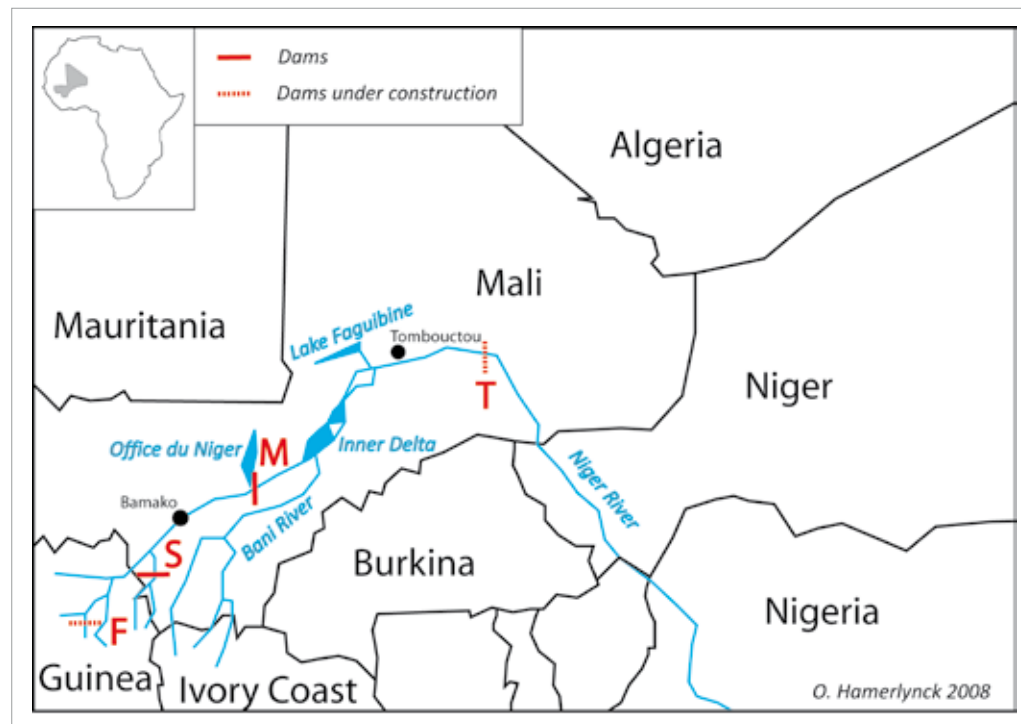 Dams
Dams under construction
Algeria
Mali
Mauritania
Lake Faguibine
Tombouctou
T
Niger
Office du Niger
M
Inner Delta
Niger River
Bamako
Bani River
S
Burkina
F
Nigeria
Guinea
Ivory Coast
O. Hamerlynck 2008